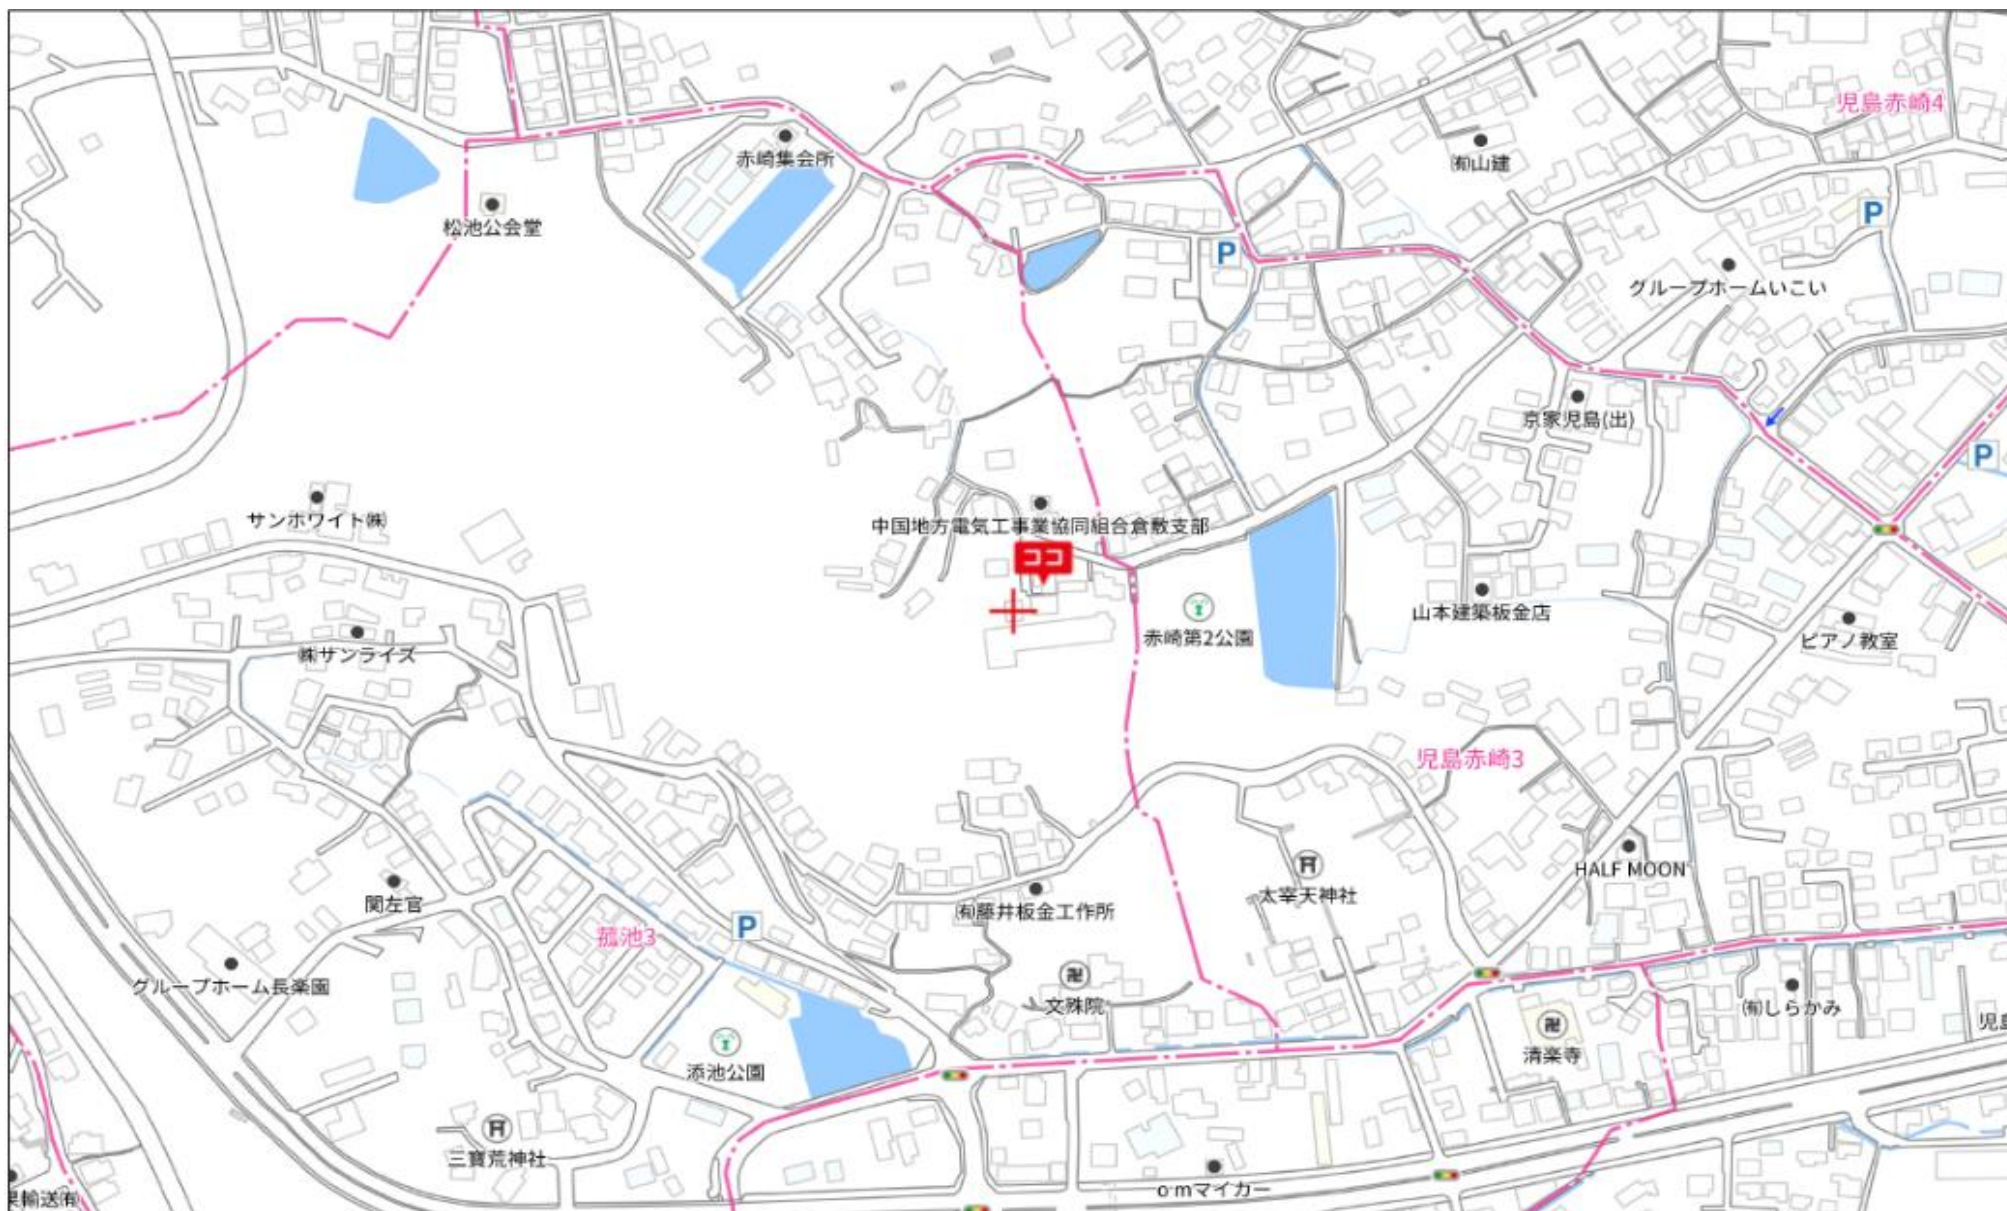 児島赤崎4
赤崎集会所
㈲山建
P
松池公会堂
P
グループホームいこい
京家児島(出)
P
サンホワイト㈱
中国地方電気工事業協同組合倉敷支部
ココ
山本建築板金店
赤崎第2公園
ピアノ教室
㈱サンライズ
児島赤崎3
HALF MOON
太宰天神社
関左官
㈲藤井板金工作所
P
菰池3
グループホーム長楽園
文殊院
㈲しらかみ
児島
清楽寺
添池公園
三寶荒神社
o·mマイカー
輸送㈲